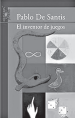 Pablo De Santis
El inventor de juegos